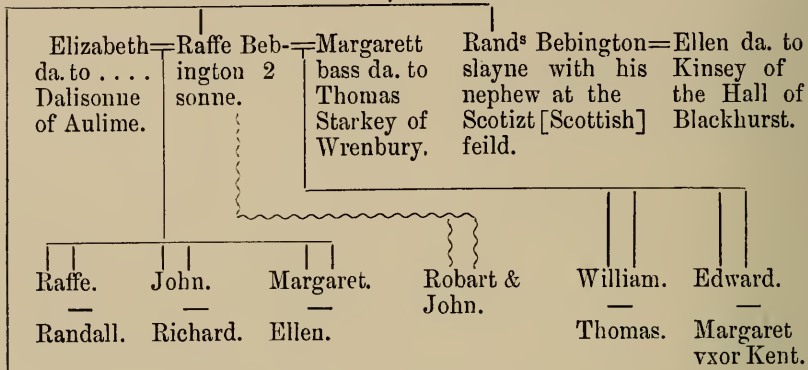 Elizabeth=Raffe Beb-=Margarett
da. to . . . . ington 2 bass da. to
Dalisonne sonne. Thomas
of Aulime. Starkey of
Wrenbury.
Randˢ Bebington=Ellen da. to
slayne with his Kinsey of
nephew at the the Hall of
Scotizt [Scottish] Blackhurst.
feild.
Raffe. John. Margaret. Robart & William. Edward.
John.
Randall. Richard. Ellen. Thomas. Margaret
vxor Kent.